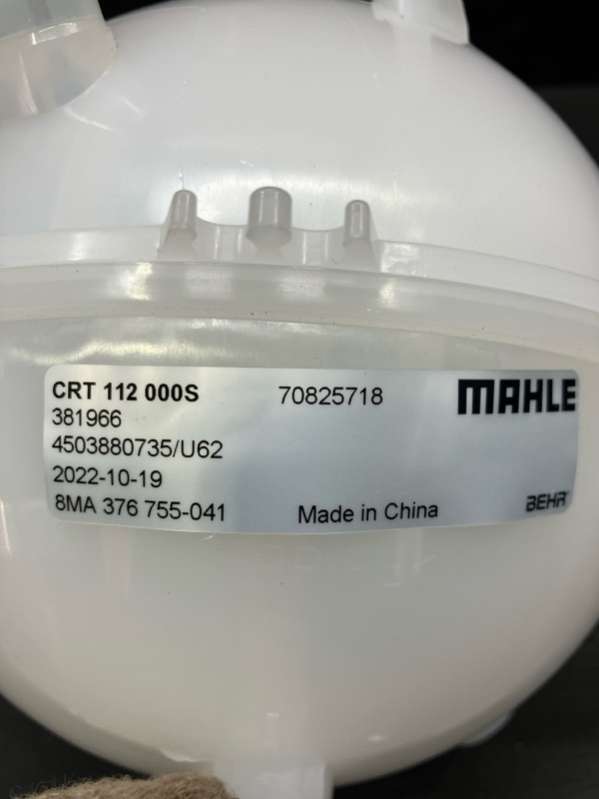 CRT 112 000S 70825718 MAHLE
381966
4503880735/U62
2022-10-19
8MA 376 755-041 Made in China BEHR